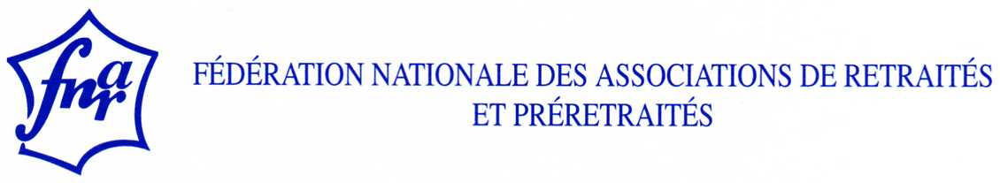 fnar
FÉDÉRATION NATIONALE DES ASSOCIATIONS DE RETRAITÉS
ET PRÉRETRAITÉS